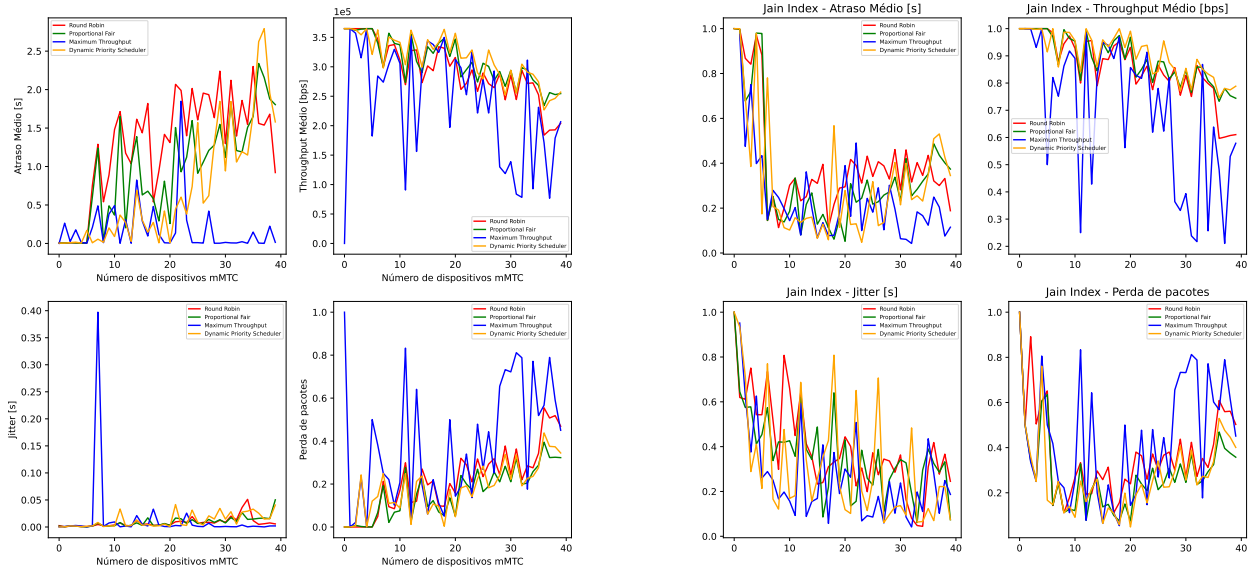 Round Robin
Proportional Fair
Maximum Throughput
Dynamic Priority Scheduler
Atraso Médio [s]
2.5
2.0
1.5
1.0
0.5
0.0
0
10
20
30
40
Número de dispositivos mMTC
1e5
Throughput Médio [bps]
3.5
3.0
2.5
2.0
1.5
1.0
0.5
0.0
Round Robin
Proportional Fair
Maximum Throughput
Dynamic Priority Scheduler
0
10
20
30
40
Número de dispositivos mMTC
Jain Index - Atraso Médio [s]
Round Robin
Proportional Fair
Maximum Throughput
Dynamic Priority Scheduler
1.0
0.8
0.6
0.4
0.2
0.0
0
10
20
30
40
Jain Index - Throughput Médio [bps]
1.0
0.9
0.8
0.7
0.6
0.5
0.4
0.3
0.2
Round Robin
Proportional Fair
Maximum Throughput
Dynamic Priority Scheduler
0
10
20
30
40
Jitter [s]
0.40
0.35
0.30
0.25
0.20
0.15
0.10
0.05
0.00
Round Robin
Proportional Fair
Maximum Throughput
Dynamic Priority Scheduler
0
10
20
30
40
Número de dispositivos mMTC
Perda de pacotes
1.0
0.8
0.6
0.4
0.2
0.0
Round Robin
Proportional Fair
Maximum Throughput
Dynamic Priority Scheduler
0
10
20
30
40
Número de dispositivos mMTC
Jain Index - Jitter [s]
Round Robin
Proportional Fair
Maximum Throughput
Dynamic Priority Scheduler
1.0
0.8
0.6
0.4
0.2
0.0
0
10
20
30
40
Jain Index - Perda de pacotes
Round Robin
Proportional Fair
Maximum Throughput
Dynamic Priority Scheduler
1.0
0.8
0.6
0.4
0.2
0
10
20
30
40